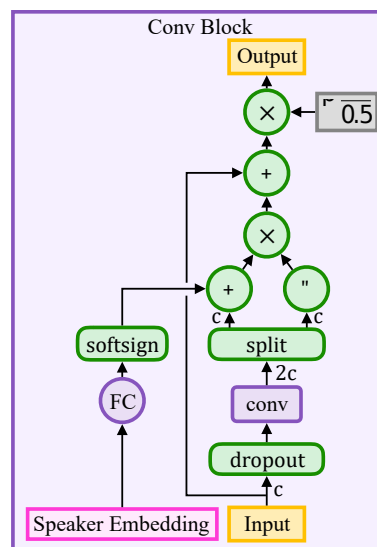 Conv Block
Output
×
0.5
+
×
+
"
c
c
softsign
split
2c
FC
conv
dropout
c
Speaker Embedding
Input